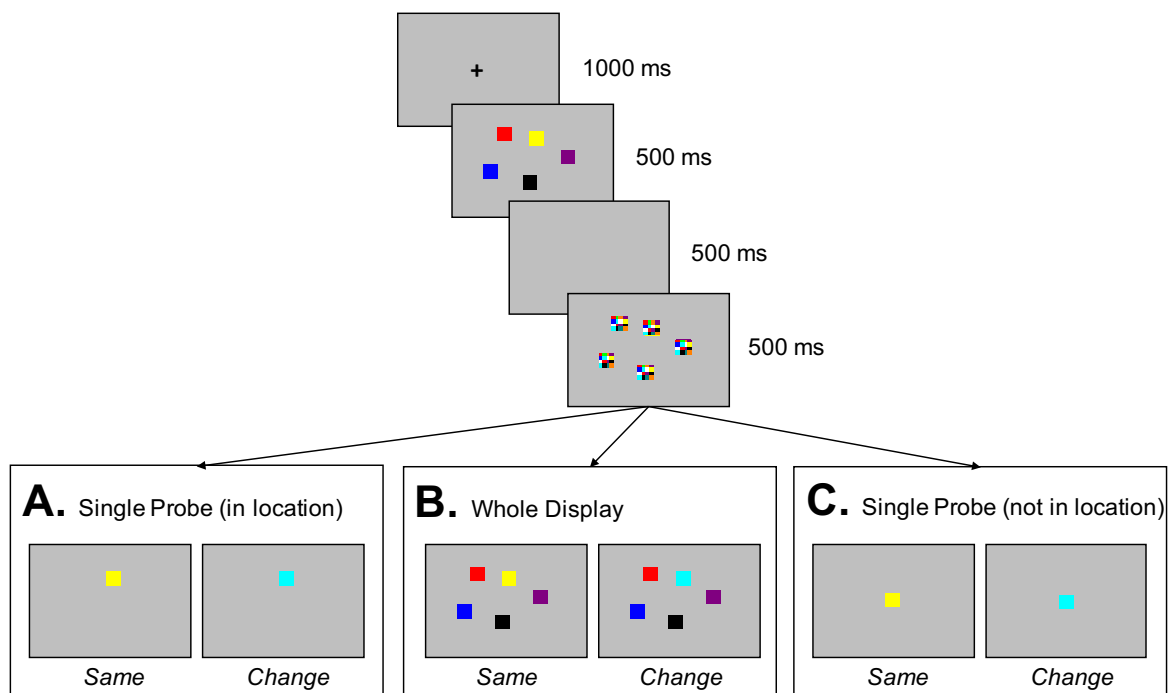 +
1000 ms
500 ms
500 ms
500 ms
A. Single Probe (in location)
Same
Change
B. Whole Display
Same
Change
C. Single Probe (not in location)
Same
Change